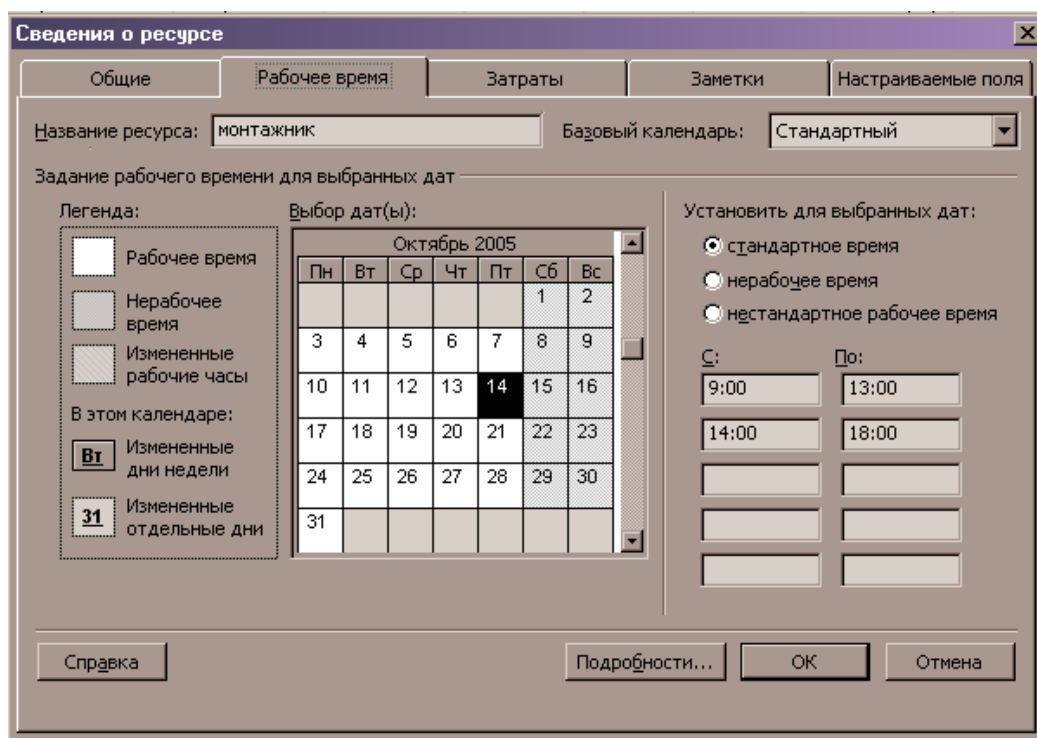 Сведения о ресурсе
Общие
Рабочее время
Затраты
Заметки
Настраиваемые поля
Название ресурса: монтажник
Базовый календарь: Стандартный
Задание рабочего времени для выбранных дат
Легенда:
Рабочее время
Нерабочее
время
Измененные
рабочие часы
В этом календаре:
Вт Измененные
дни недели
31 Измененные
отдельные дни
Выбор дат(ы):
Октябрь 2005
Пн Вт Ср Чт Пт Сб Вс
1 2
3 4 5 6 7 8 9
10 11 12 13 14 15 16
17 18 19 20 21 22 23
24 25 26 27 28 29 30
31
Установить для выбранных дат:
стандартное время
нерабочее время
нестандартное рабочее время
С: По:
9:00 13:00
14:00 18:00
Справка
Подробности...
ОК
Отмена